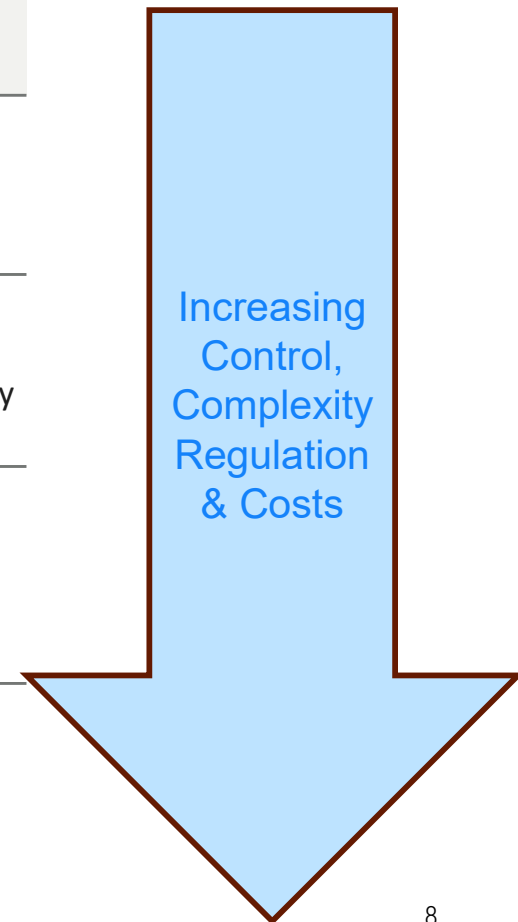 Increasing
Control,
Complexity
Regulation
& Costs
y
8